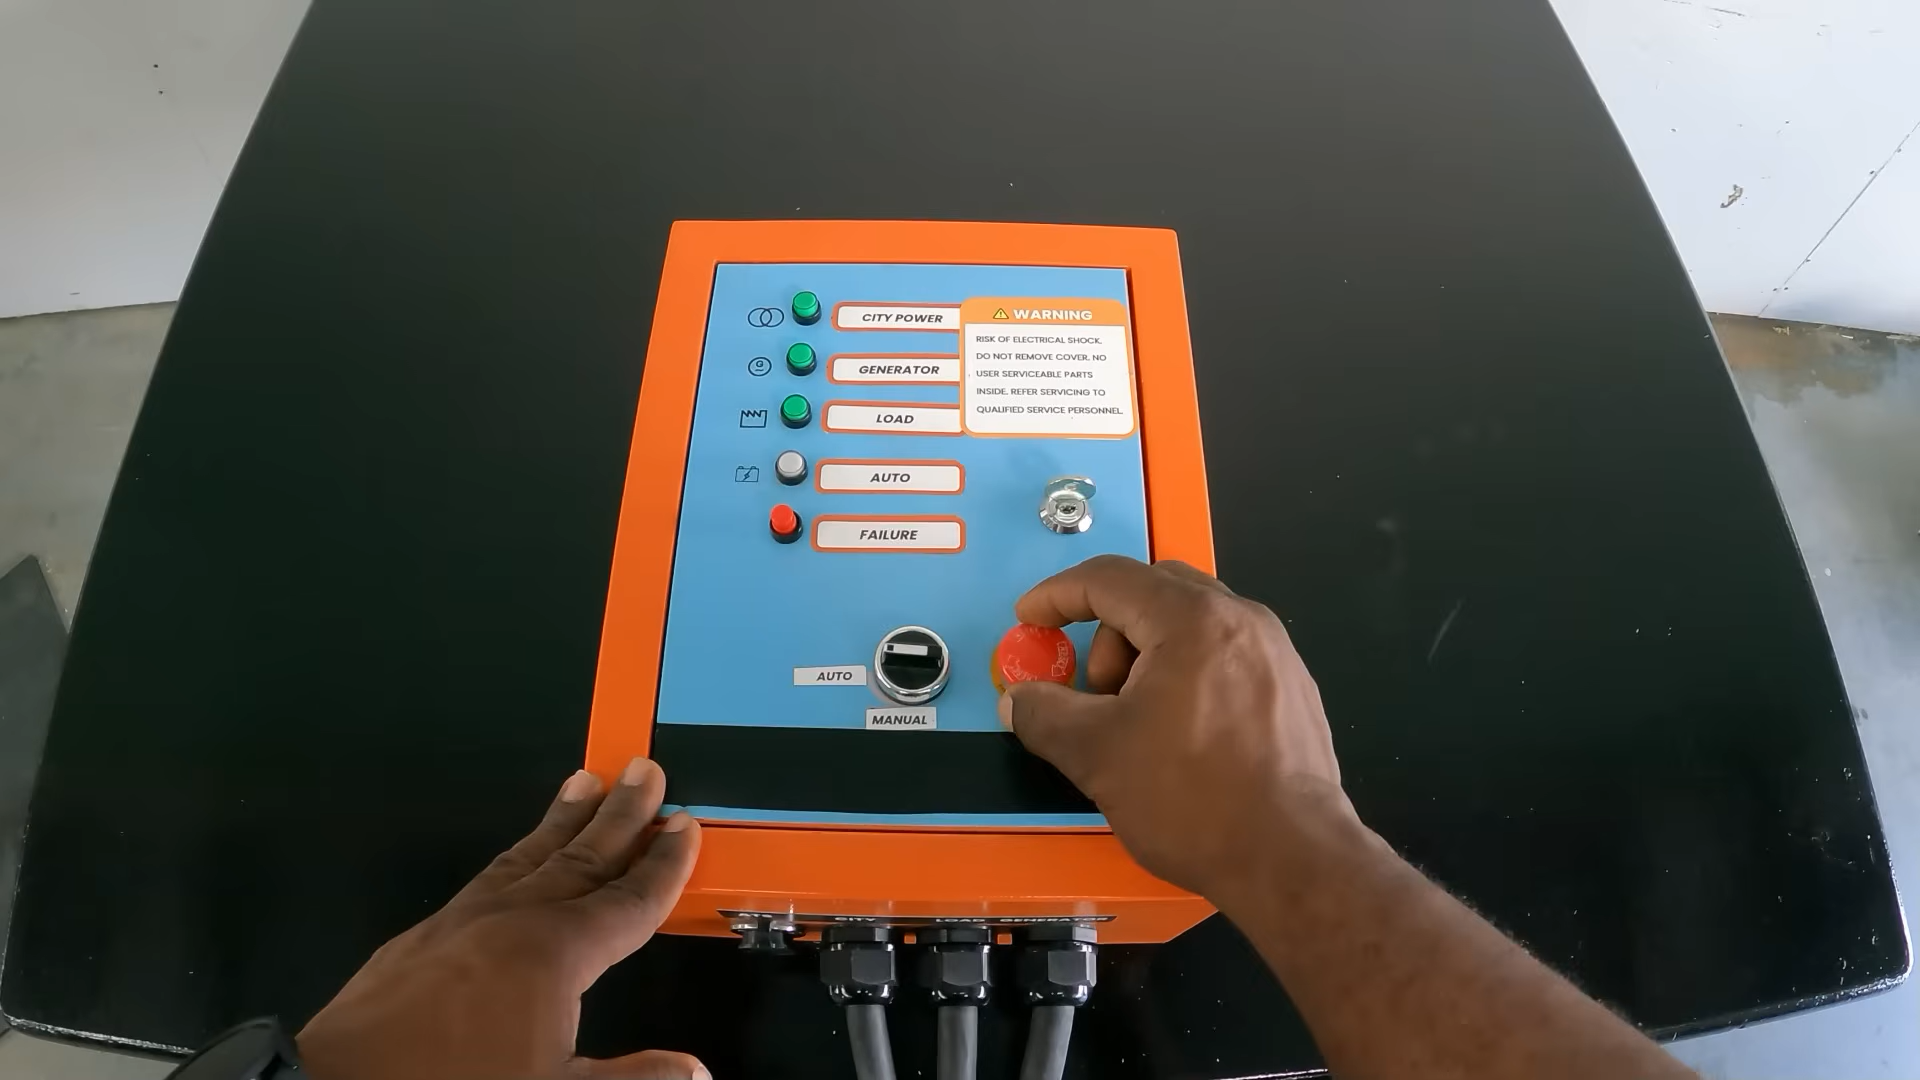 CITY POWER
WARNING
RISK OF ELECTRICAL SHOCK,
DO NOT REMOVE COVER. NO
USER SERVICEABLE PARTS
INSIDE. REFER SERVICING TO
QUALIFIED SERVICE PERSONNEL
GENERATOR
G
LOAD
AUTO
FAILURE
AUTO
MANUAL
ATS CITY LOAD GENERATOR